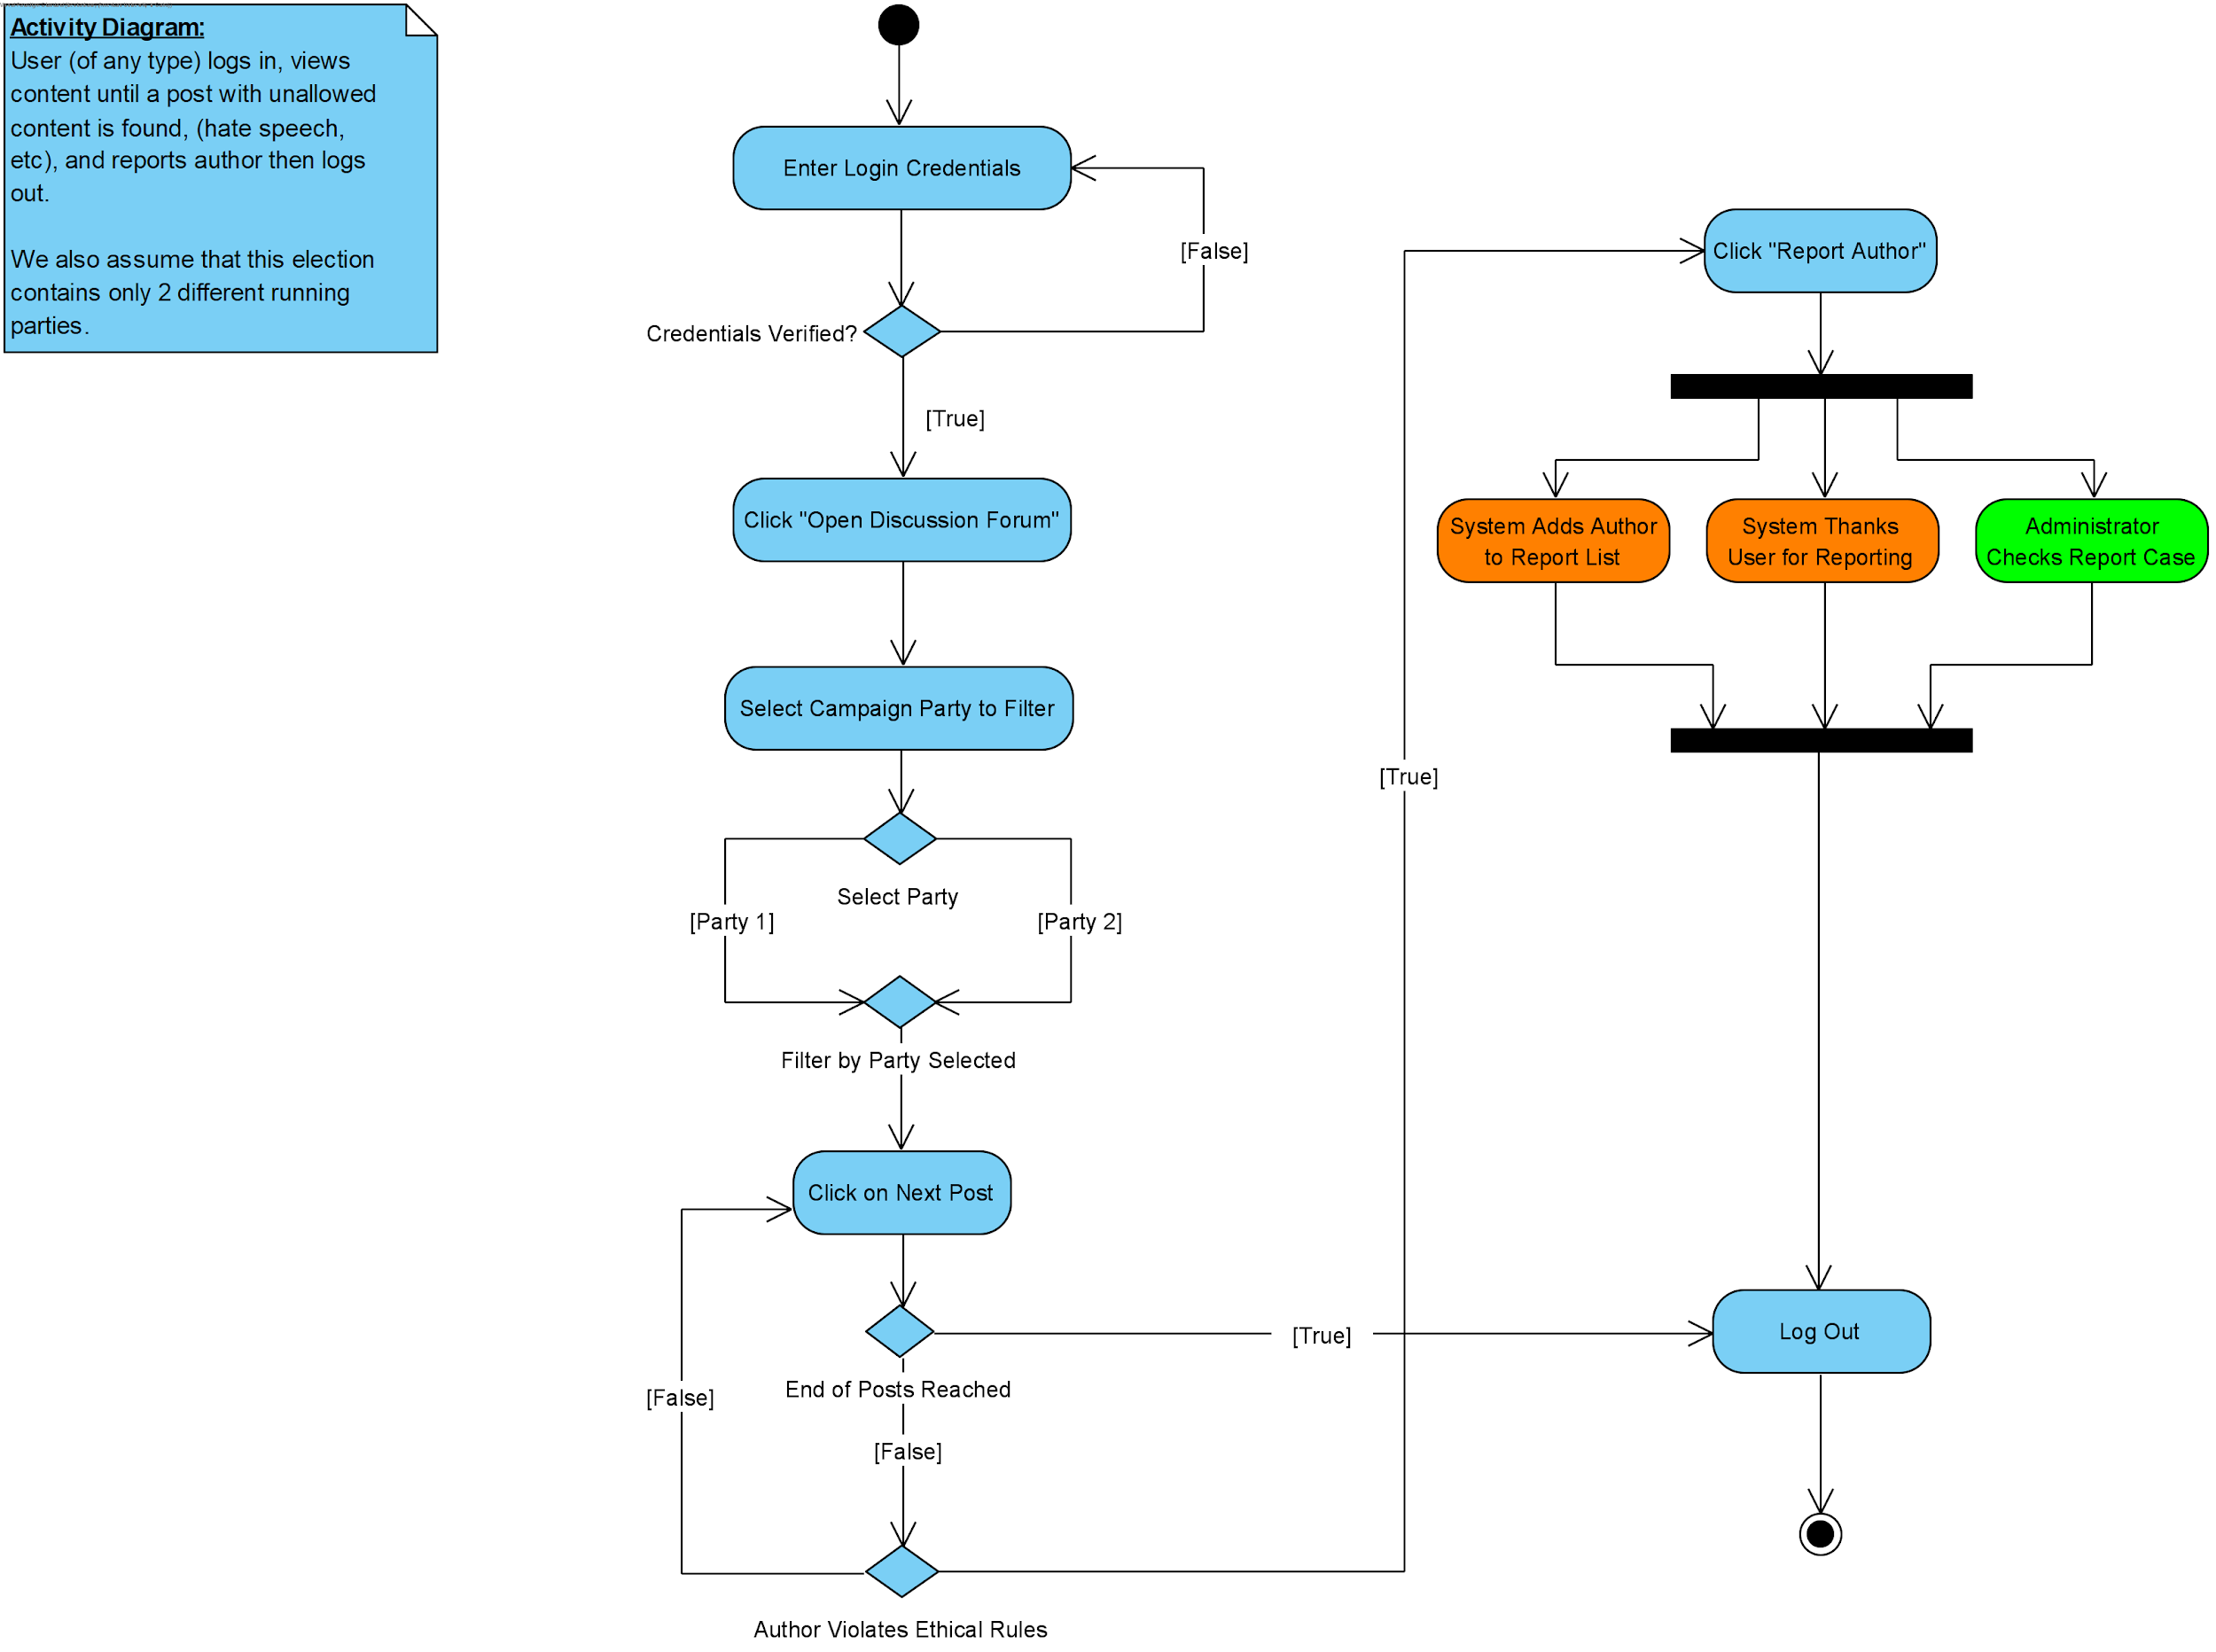 Activity Diagram:
User (of any type) logs in, views
content until a post with unallowed
content is found, (hate speech,
etc), and reports author then logs
out.
We also assume that this election
contains only 2 different running
parties.
Enter Login Credentials
[False]
Credentials Verified?
[True]
Click "Open Discussion Forum"
Select Campaign Party to Filter
Select Party
[Party 1]
[Party 2]
Filter by Party Selected
Click on Next Post
End of Posts Reached
[True]
[False]
[False]
Author Violates Ethical Rules
[True]
Click "Report Author"
System Adds Author
to Report List
System Thanks
User for Reporting
Administrator
Checks Report Case
Log Out